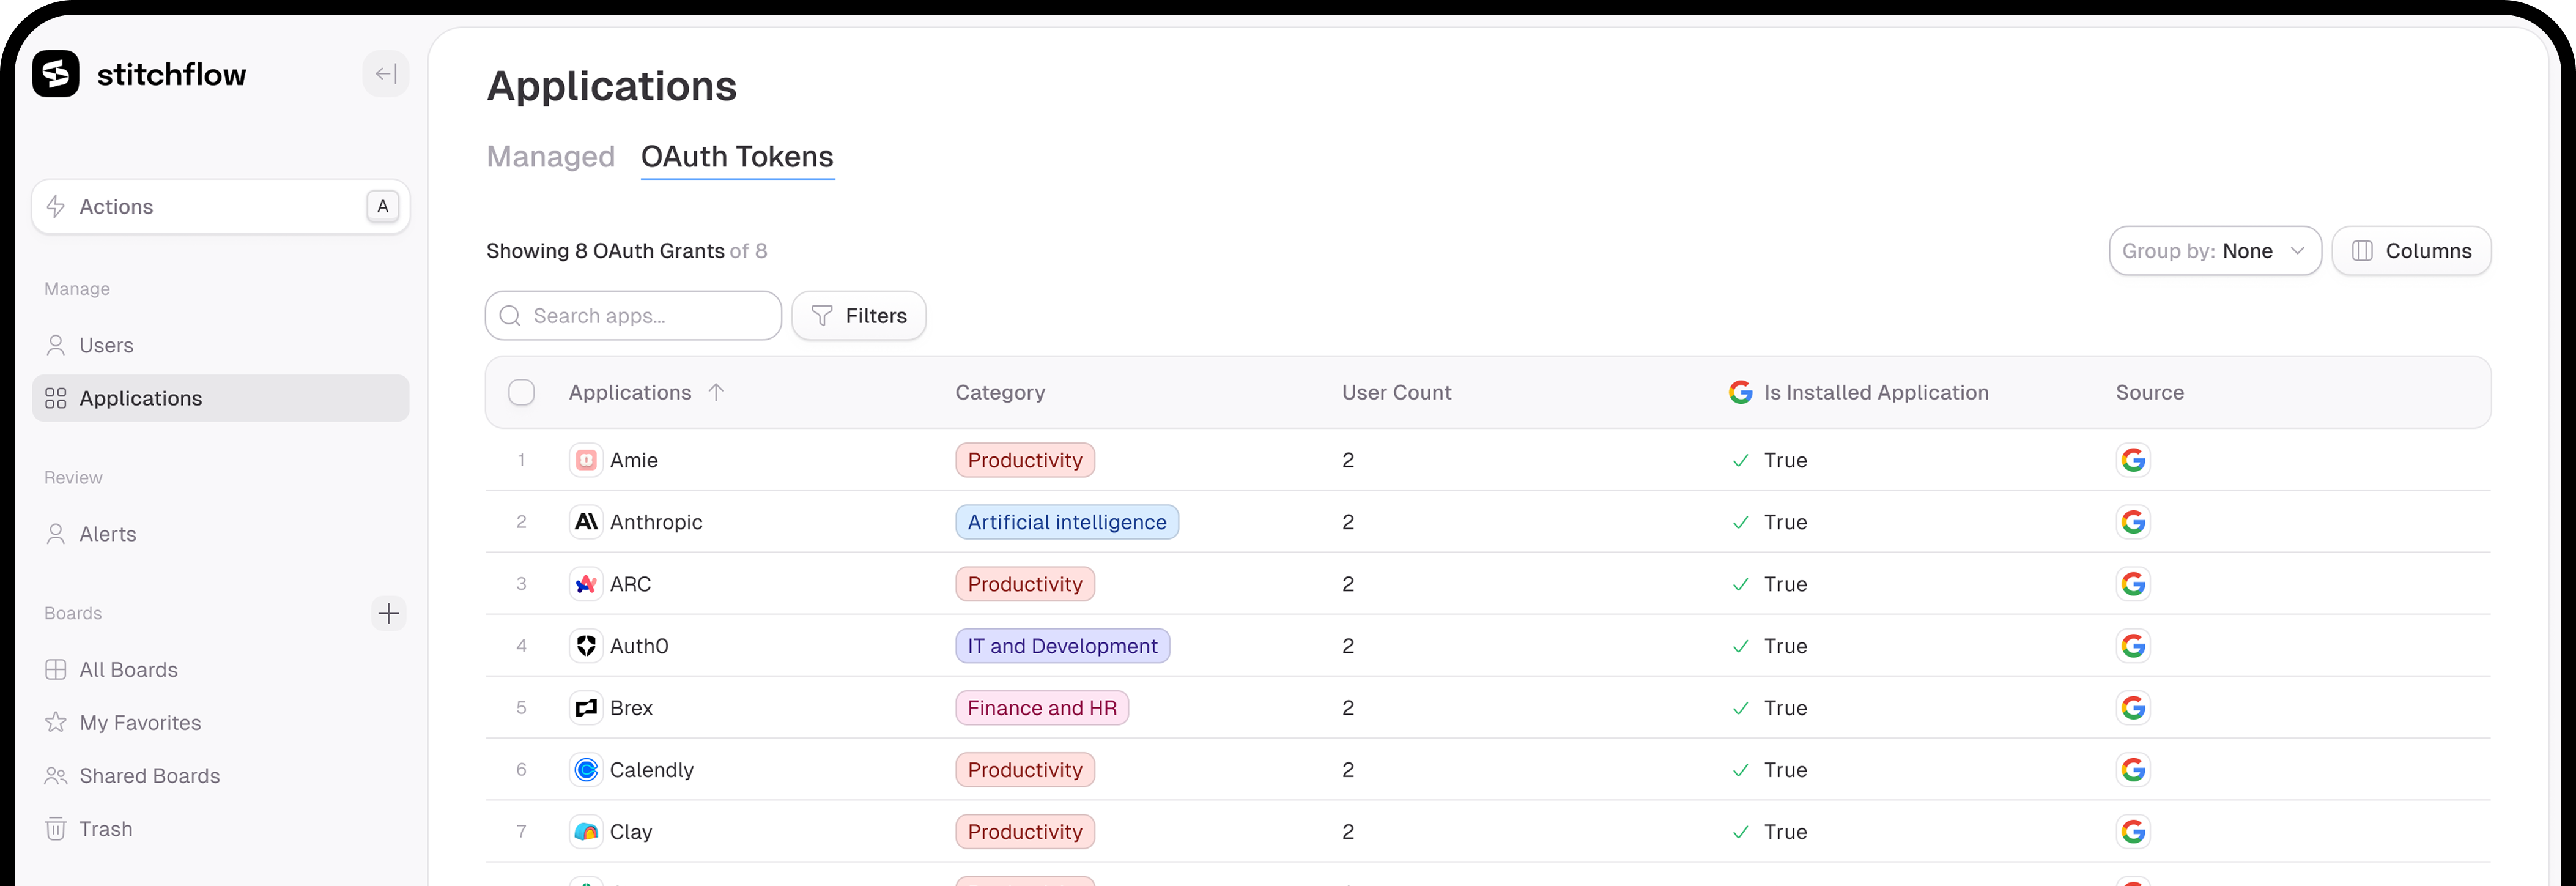 stitchflow
Actions A
Manage
Users
Applications
Review
Alerts
Boards
All Boards
My Favorites
Shared Boards
Trash
Applications
Managed OAuth Tokens
Showing 8 OAuth Grants of 8
Group by: None Columns
Search apps... Filters
Applications Category User Count Is Installed Application Source
1 Amie Productivity 2 True
2 Anthropic Artificial intelligence 2 True
3 ARC Productivity 2 True
4 Auth0 IT and Development 2 True
5 Brex Finance and HR 2 True
6 Calendly Productivity 2 True
7 Clay Productivity 2 True